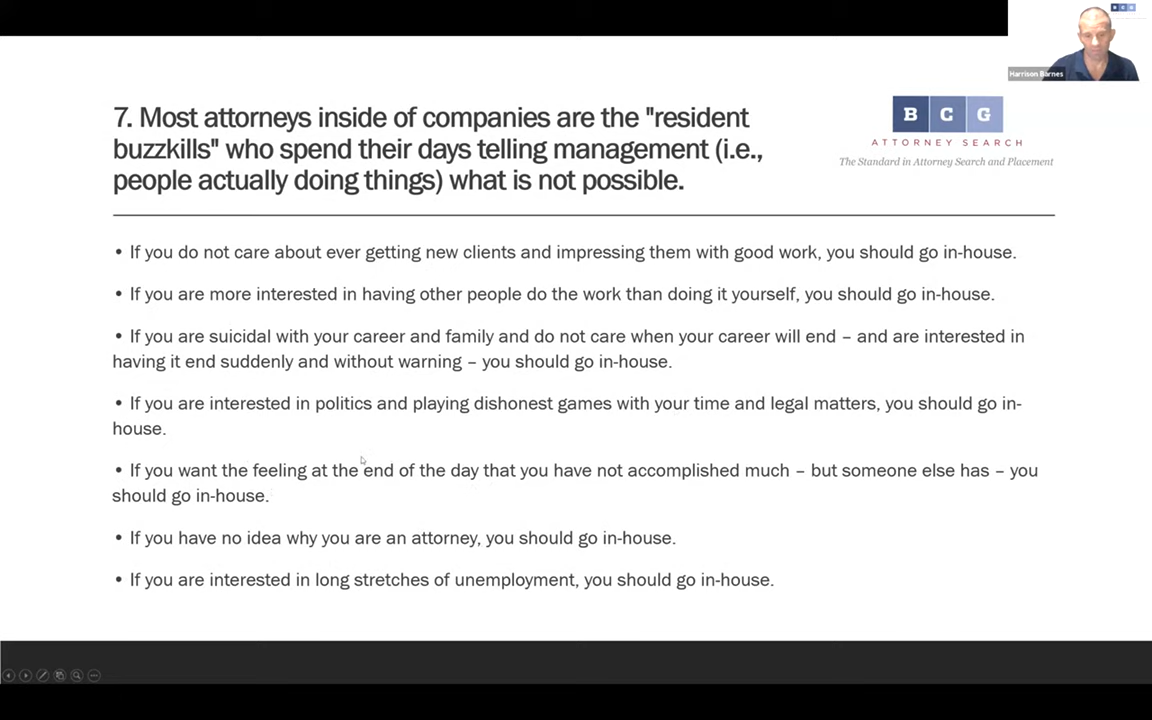 B C G
Harrison Barnes
7. Most attorneys inside of companies are the "resident
buzzkills" who spend their days telling management (i.e.,
people actually doing things) what is not possible.
B C G
ATTORNEY SEARCH
The Standard in Attorney Search and Placement
• If you do not care about ever getting new clients and impressing them with good work, you should go in-house.
• If you are more interested in having other people do the work than doing it yourself, you should go in-house.
• If you are suicidal with your career and family and do not care when your career will end – and are interested in
having it end suddenly and without warning – you should go in-house.
• If you are interested in politics and playing dishonest games with your time and legal matters, you should go in-
house.
• If you want the feeling at the end of the day that you have not accomplished much – but someone else has – you
should go in-house.
• If you have no idea why you are an attorney, you should go in-house.
• If you are interested in long stretches of unemployment, you should go in-house.